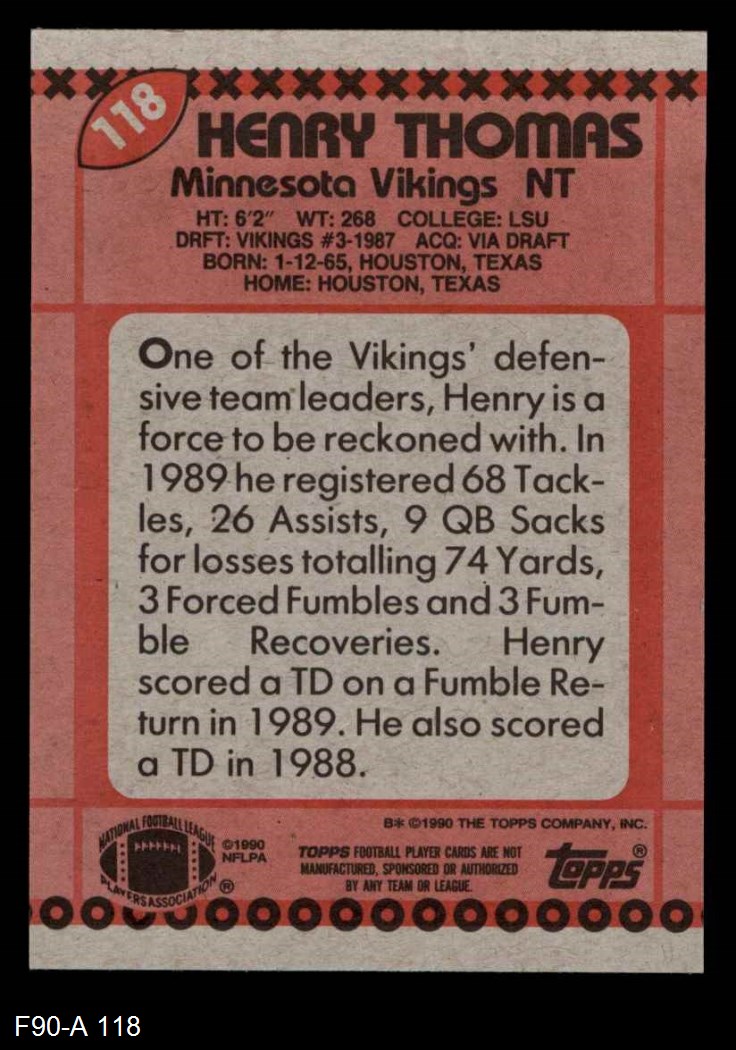 118
HENRY THOMAS
Minnesota Vikings NT
HT: 6'2" WT: 268 COLLEGE: LSU
DRFT: VIKINGS #3-1987 ACQ: VIA DRAFT
BORN: 1-12-65, HOUSTON, TEXAS
HOME: HOUSTON, TEXAS
One of the Vikings' defen-
sive team leaders, Henry is a
force to be reckoned with. In
1989 he registered 68 Tack-
les, 26 Assists, 9 QB Sacks
for losses totalling 74 Yards,
3 Forced Fumbles and 3 Fum-
ble Recoveries. Henry
scored a TD on a Fumble Re-
turn in 1989. He also scored
a TD in 1988.
NATIONAL FOOTBALL LEAGUE
PLAYERS ASSOCIATION ®
©1990
NFLPA
B* ©1990 THE TOPPS COMPANY, INC.
TOPPS FOOTBALL PLAYER CARDS ARE NOT
MANUFACTURED, SPONSORED OR AUTHORIZED
BY ANY TEAM OR LEAGUE.
Topps ®
F90-A 118